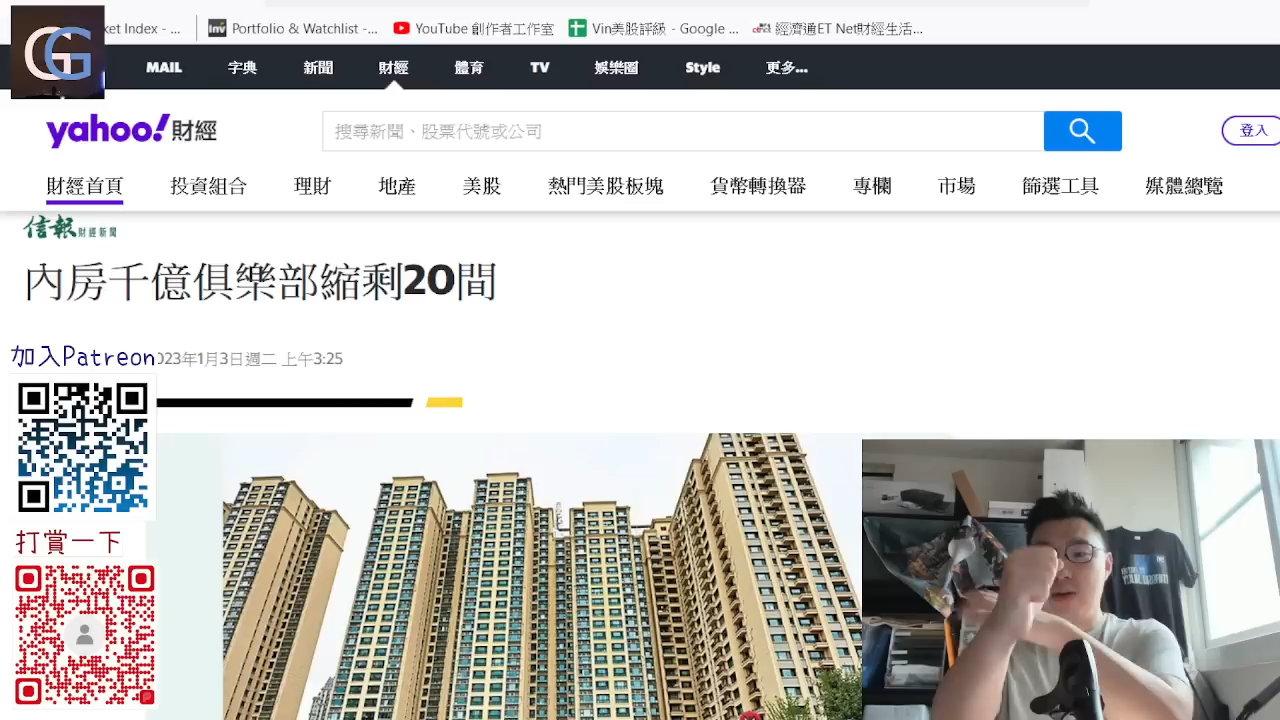 ket Index - ...
Portfolio & Watchlist -...
YouTube 創作者工作室
Vin美股評級 - Google ...
經濟通ET Net財經生活...
GG
MAIL 字典 新聞 財經 體育 TV 娛樂圈 Style 更多...
yahoo!財經
搜尋新聞、股票代號或公司
登入
財經首頁 投資組合 理財 地產 美股 熱門美股板塊 貨幣轉換器 專欄 市場 篩選工具 媒體總覽
信報財經新聞
內房千億俱樂部縮剩20間
加入Patreon
023年1月3日週二 上午3:25
打賞一下